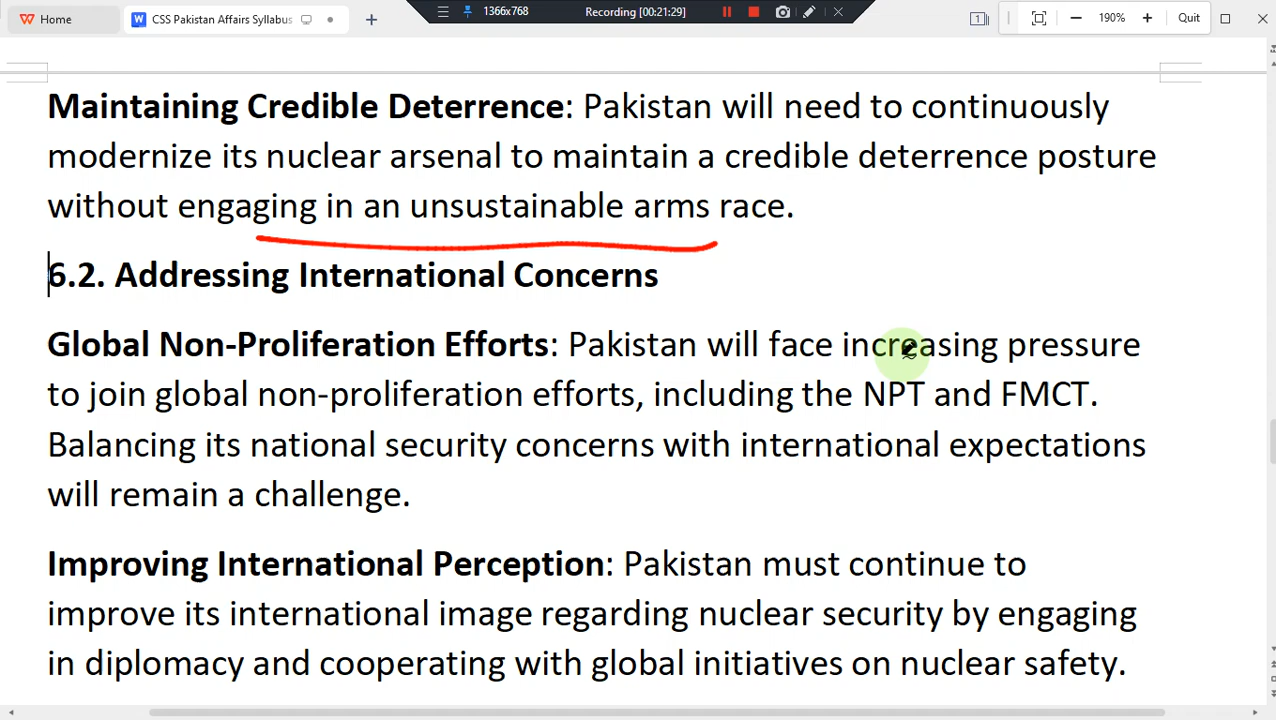 Home
CSS Pakistan Affairs Syllabus
1366x768
Recording [00:21:29]
1
190%
Quit
Maintaining Credible Deterrence: Pakistan will need to continuously
modernize its nuclear arsenal to maintain a credible deterrence posture
without engaging in an unsustainable arms race.
6.2. Addressing International Concerns
Global Non-Proliferation Efforts: Pakistan will face increasing pressure
to join global non-proliferation efforts, including the NPT and FMCT.
Balancing its national security concerns with international expectations
will remain a challenge.
Improving International Perception: Pakistan must continue to
improve its international image regarding nuclear security by engaging
in diplomacy and cooperating with global initiatives on nuclear safety.